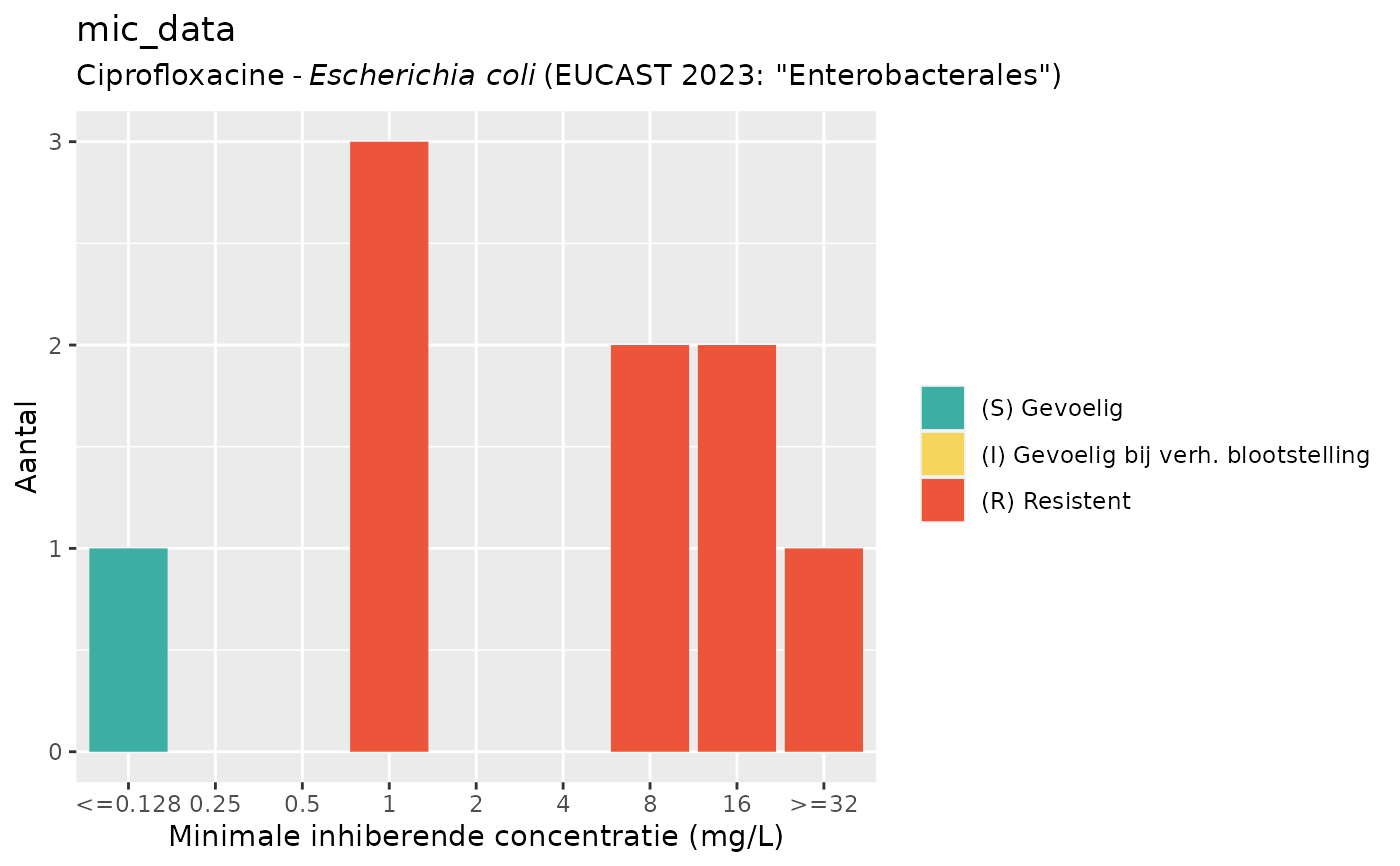 mic_data
Ciprofloxacine - Escherichia coli (EUCAST 2023: "Enterobacterales")
3
2
1
0
Aantal
<=0.128 0.25 0.5 1 2 4 8 16 >=32
Minimale inhiberende concentratie (mg/L)
(S) Gevoelig
(I) Gevoelig bij verh. blootstelling
(R) Resistent